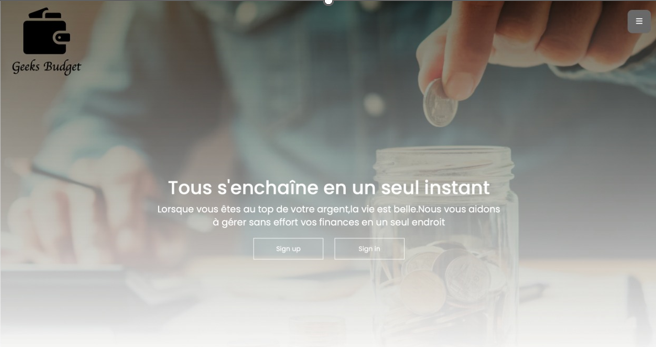 Geeks Budget
Tous s'enchaîne en un seul instant
Lorsque vous êtes au top de votre argent,la vie est belle.Nous vous aidons
à gérer sans effort vos finances en un seul endroit
Sign up
Sign In